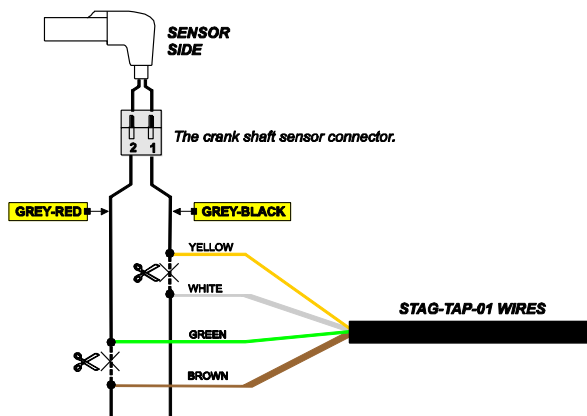 SENSOR
SIDE
The crank shaft sensor connector.
2 1
GREY-RED
GREY-BLACK
YELLOW
WHITE
STAG-TAP-01 WIRES
GREEN
BROWN